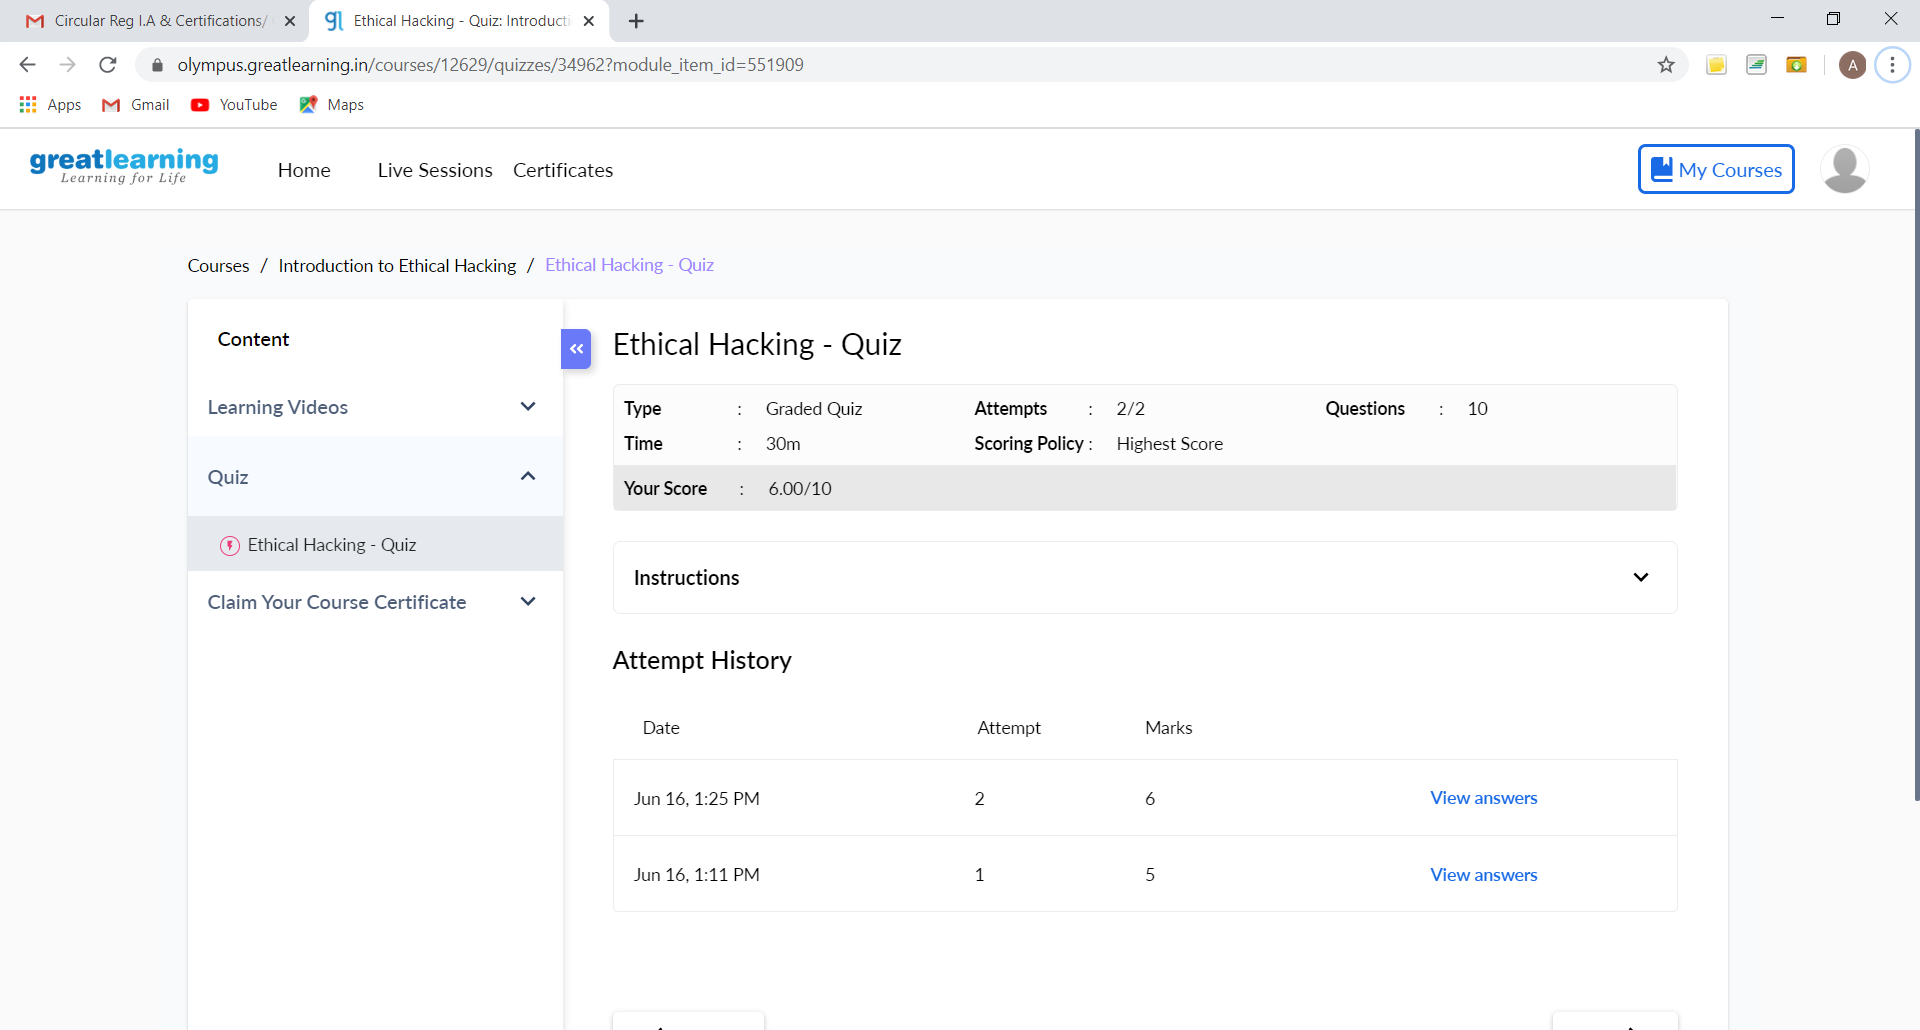 Circular Reg I.A & Certifications/
Ethical Hacking - Quiz: Introducti
olympus.greatlearning.in/courses/12629/quizzes/34962?module_item_id=551909
A
Apps Gmail YouTube Maps
greatlearning
Learning for Life
Home Live Sessions Certificates
My Courses
Courses / Introduction to Ethical Hacking / Ethical Hacking - Quiz
Content
Learning Videos
Quiz
Ethical Hacking - Quiz
Claim Your Course Certificate
Ethical Hacking - Quiz
Type : Graded Quiz Attempts : 2/2 Questions : 10
Time : 30m Scoring Policy : Highest Score
Your Score : 6.00/10
Instructions
Attempt History
Date Attempt Marks
Jun 16, 1:25 PM 2 6 View answers
Jun 16, 1:11 PM 1 5 View answers